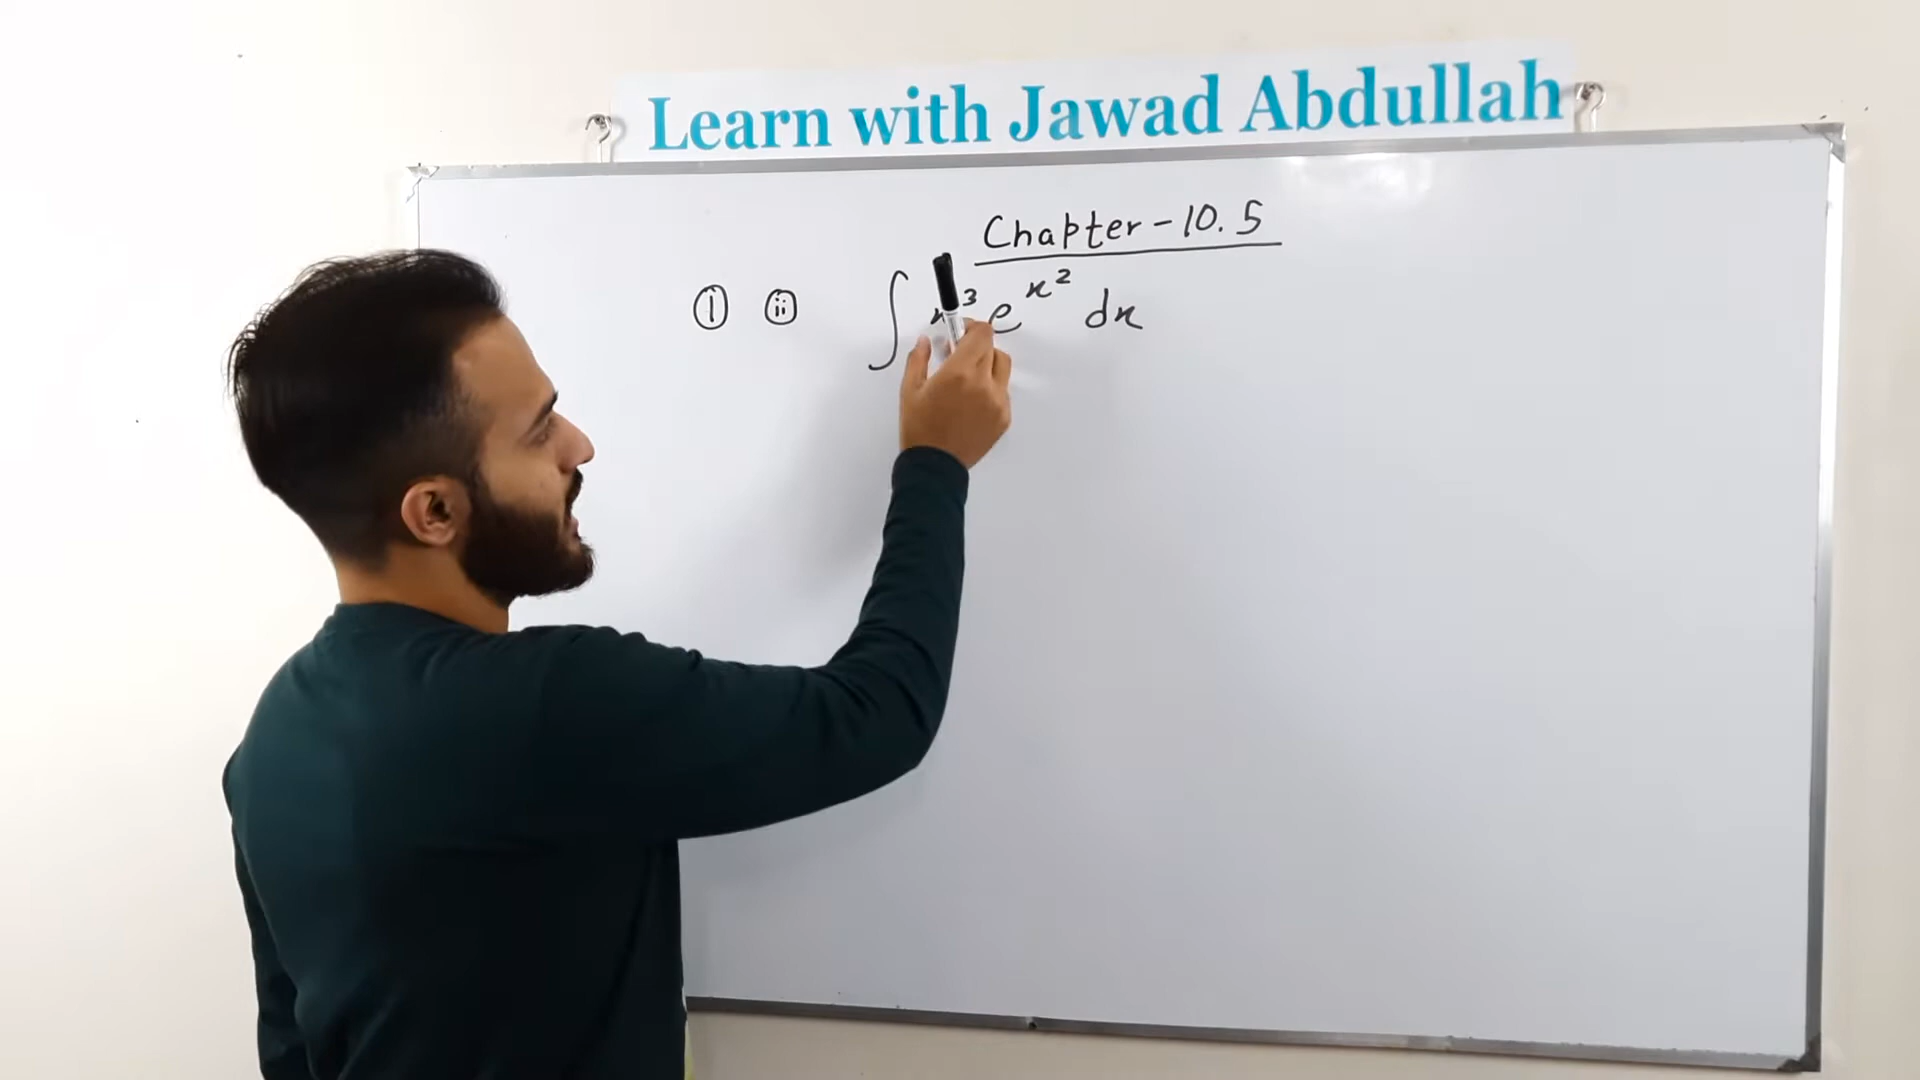 Learn with Jawad Abdullah
Chapter - 10.5
① ⓘⓘ ∫ x³ e^x² dx